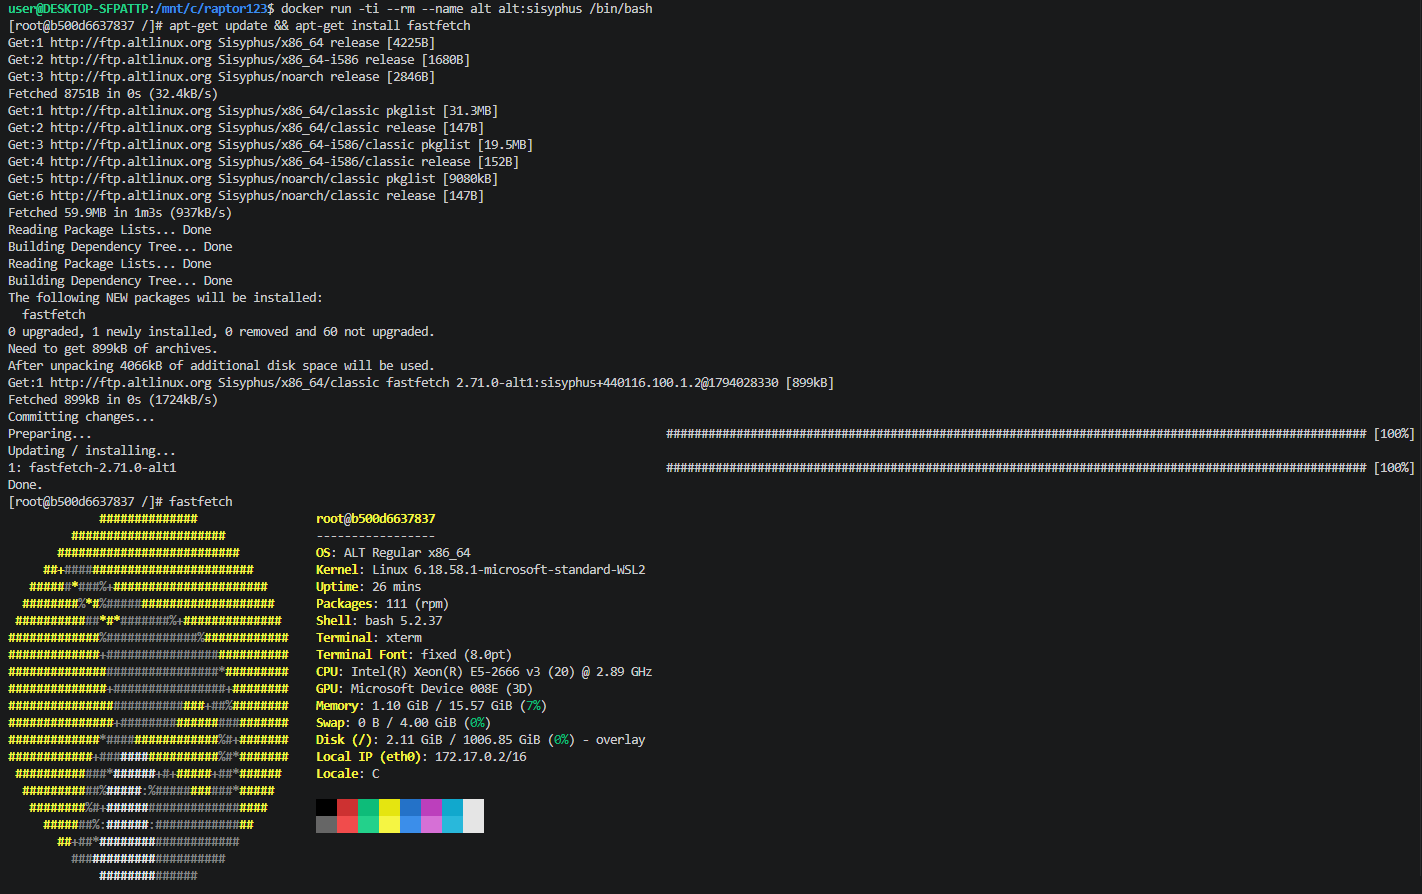 user@DESKTOP-SFPATTP:/mnt/c/raptor123$ docker run -ti --rm --name alt alt:sisyphus /bin/bash
[root@b500d6637837 /]# apt-get update && apt-get install fastfetch
Get:1 http://ftp.altlinux.org Sisyphus/x86_64 release [4225B]
Get:2 http://ftp.altlinux.org Sisyphus/x86_64-i586 release [1680B]
Get:3 http://ftp.altlinux.org Sisyphus/noarch release [2846B]
Fetched 8751B in 0s (32.4kB/s)
Get:1 http://ftp.altlinux.org Sisyphus/x86_64/classic pkglist [31.3MB]
Get:2 http://ftp.altlinux.org Sisyphus/x86_64/classic release [147B]
Get:3 http://ftp.altlinux.org Sisyphus/x86_64-i586/classic pkglist [19.5MB]
Get:4 http://ftp.altlinux.org Sisyphus/x86_64-i586/classic release [152B]
Get:5 http://ftp.altlinux.org Sisyphus/noarch/classic pkglist [9080kB]
Get:6 http://ftp.altlinux.org Sisyphus/noarch/classic release [147B]
Fetched 59.9MB in 1m3s (937kB/s)
Reading Package Lists... Done
Building Dependency Tree... Done
Reading Package Lists... Done
Building Dependency Tree... Done
The following NEW packages will be installed:
  fastfetch
0 upgraded, 1 newly installed, 0 removed and 60 not upgraded.
Need to get 899kB of archives.
After unpacking 4066kB of additional disk space will be used.
Get:1 http://ftp.altlinux.org Sisyphus/x86_64/classic fastfetch 2.71.0-alt1:sisyphus+440116.100.1.2@1794028330 [899kB]
Fetched 899kB in 0s (1724kB/s)
Committing changes...
Preparing... #################################################################################################### [100%]
Updating / installing...
1: fastfetch-2.71.0-alt1 #################################################################################################### [100%]
Done.
[root@b500d6637837 /]# fastfetch
root@b500d6637837
-----------------
OS: ALT Regular x86_64
Kernel: Linux 6.18.58.1-microsoft-standard-WSL2
Uptime: 26 mins
Packages: 111 (rpm)
Shell: bash 5.2.37
Terminal: xterm
Terminal Font: fixed (8.0pt)
CPU: Intel(R) Xeon(R) E5-2666 v3 (20) @ 2.89 GHz
GPU: Microsoft Device 008E (3D)
Memory: 1.10 GiB / 15.57 GiB (7%)
Swap: 0 B / 4.00 GiB (0%)
Disk (/): 2.11 GiB / 1006.85 GiB (0%) - overlay
Local IP (eth0): 172.17.0.2/16
Locale: C